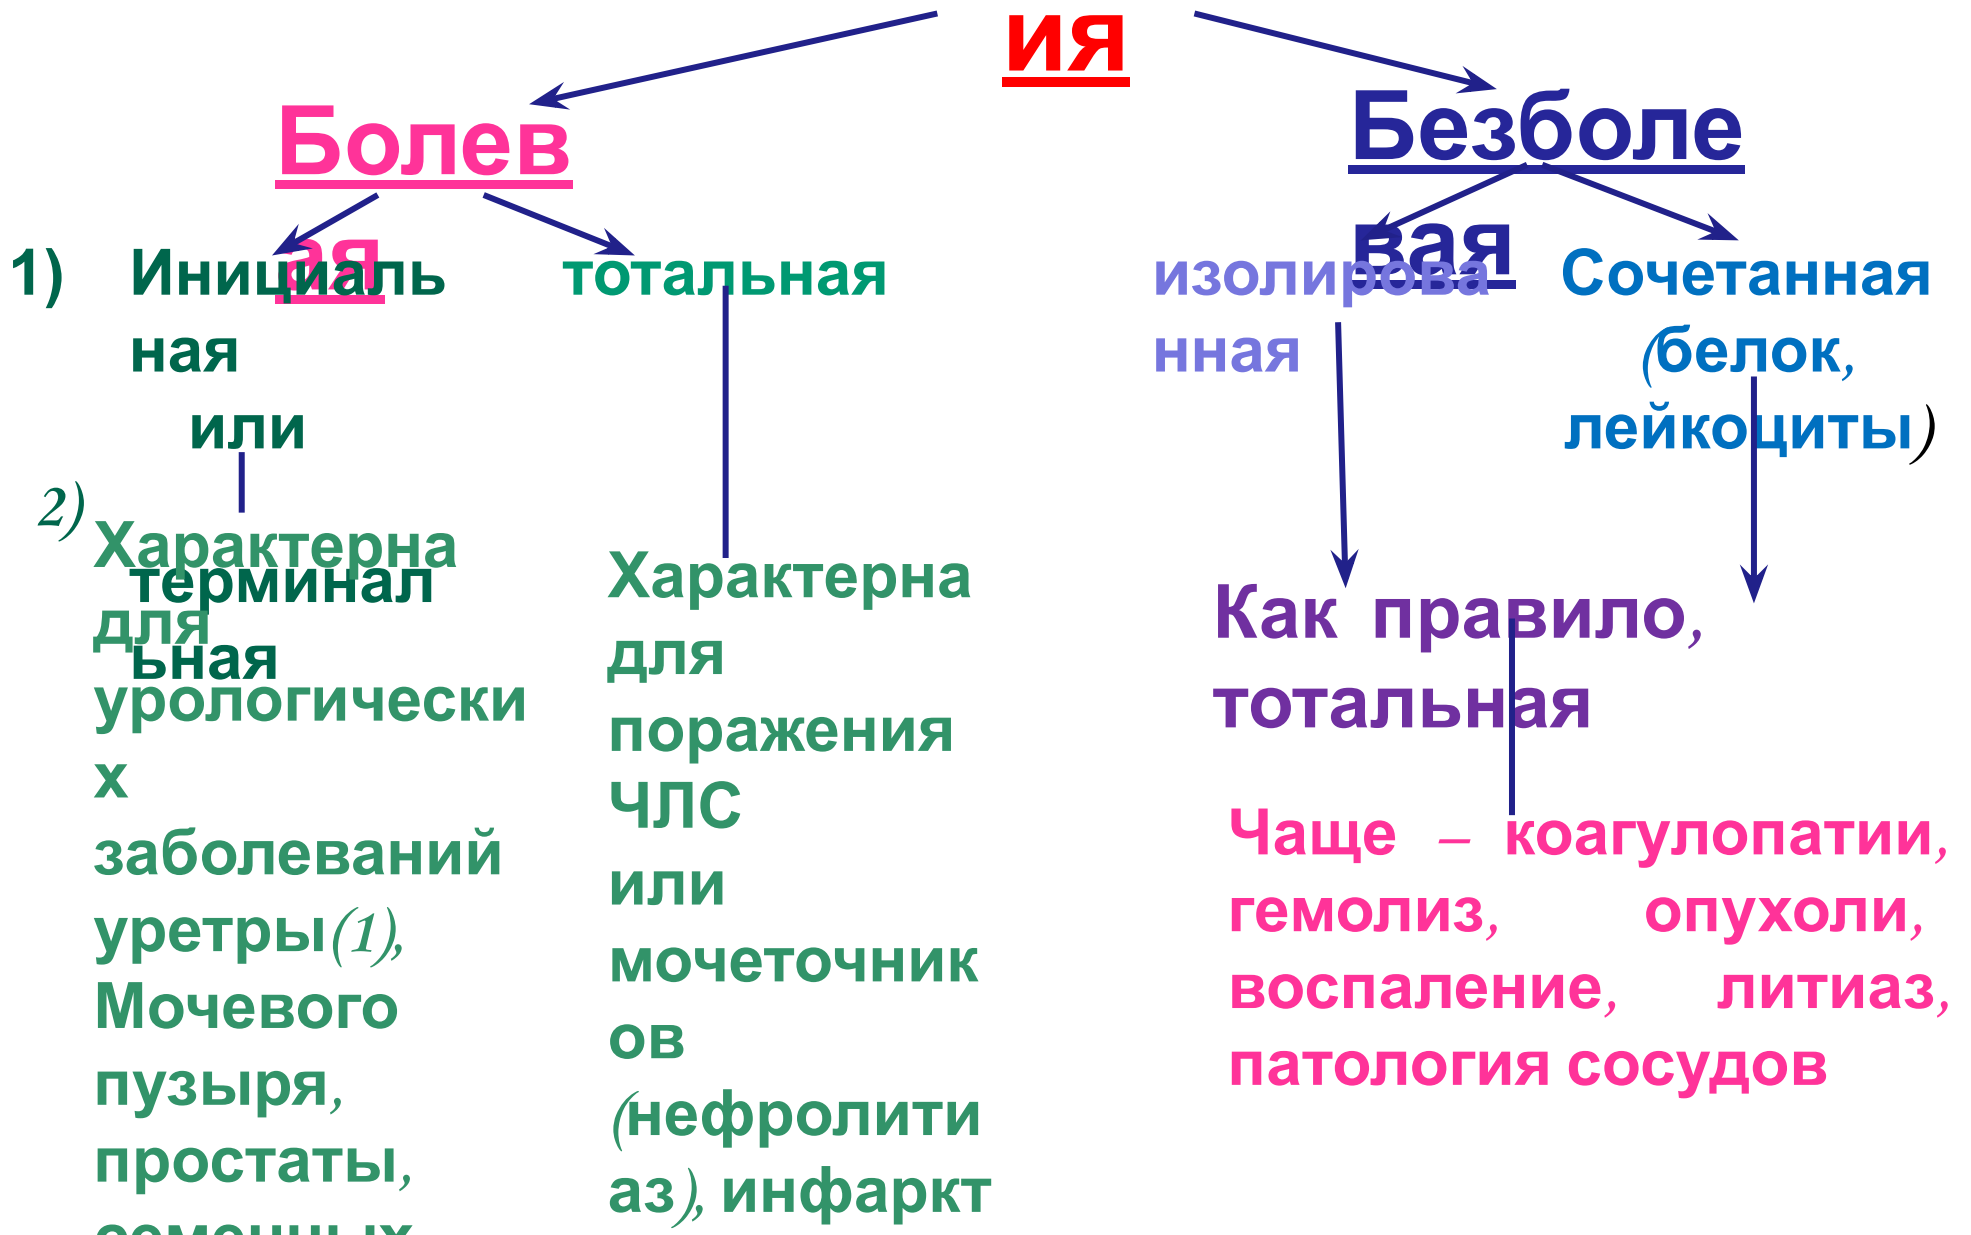 ия
Болев
ая
Безболе
вая
1) Инициаль
ная
или
2)
терминал
ьная
тотальная
изолирова
нная
Сочетанная
(белок,
лейкоциты)
Характерна
для
урологически
х
заболеваний
уретры(1),
Мочевого
пузыря,
простаты,
Характерна
для
поражения
ЧЛС
или
мочеточник
ов
(нефролити
аз), инфаркт
Как правило,
тотальная
Чаще – коагулопатии,
гемолиз, опухоли,
воспаление, литиаз,
патология сосудов